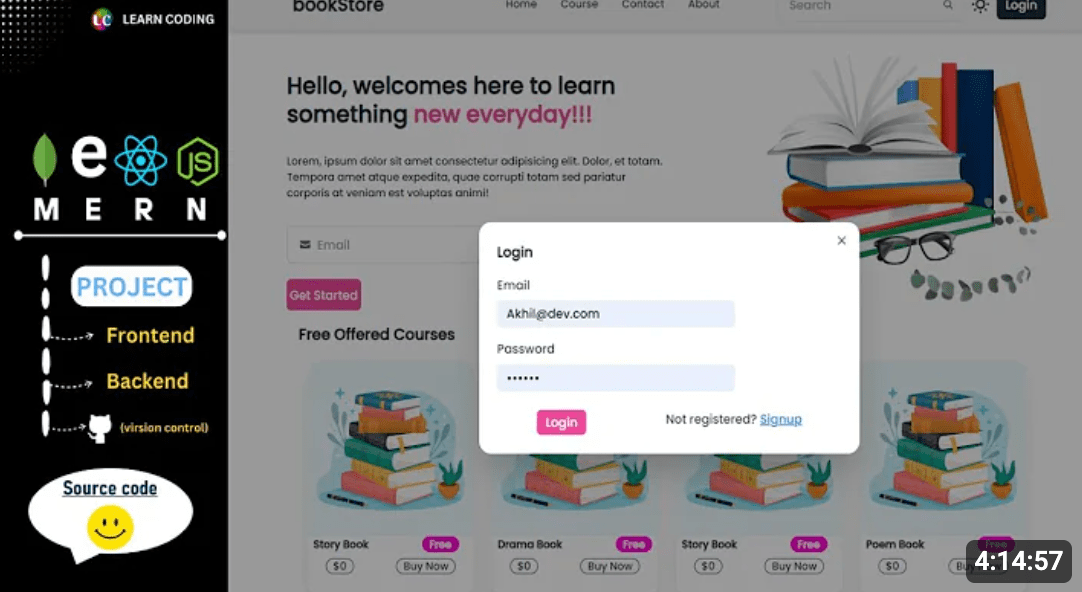 LC LEARN CODING
e JS
M E R N
PROJECT
Frontend
Backend
(virsion control)
Source code
bookStore
Home Course Contact About
Search
Login
Hello, welcomes here to learn
something new everyday!!!
Lorem, ipsum dolor sit amet consectetur adipisicing elit. Dolor, et totam.
Tempora amet atque expedita, quae corrupti totam sed pariatur
corporis at veniam est voluptas animi!
Email
Get Started
Free Offered Courses
Login
Email
Akhil@dev.com
Password
••••••
Login
Not registered? Signup
Story Book Free
$0 Buy Now
Drama Book Free
$0 Buy Now
Story Book Free
$0 Buy Now
Poem Book Free
$0 Bu
4:14:57